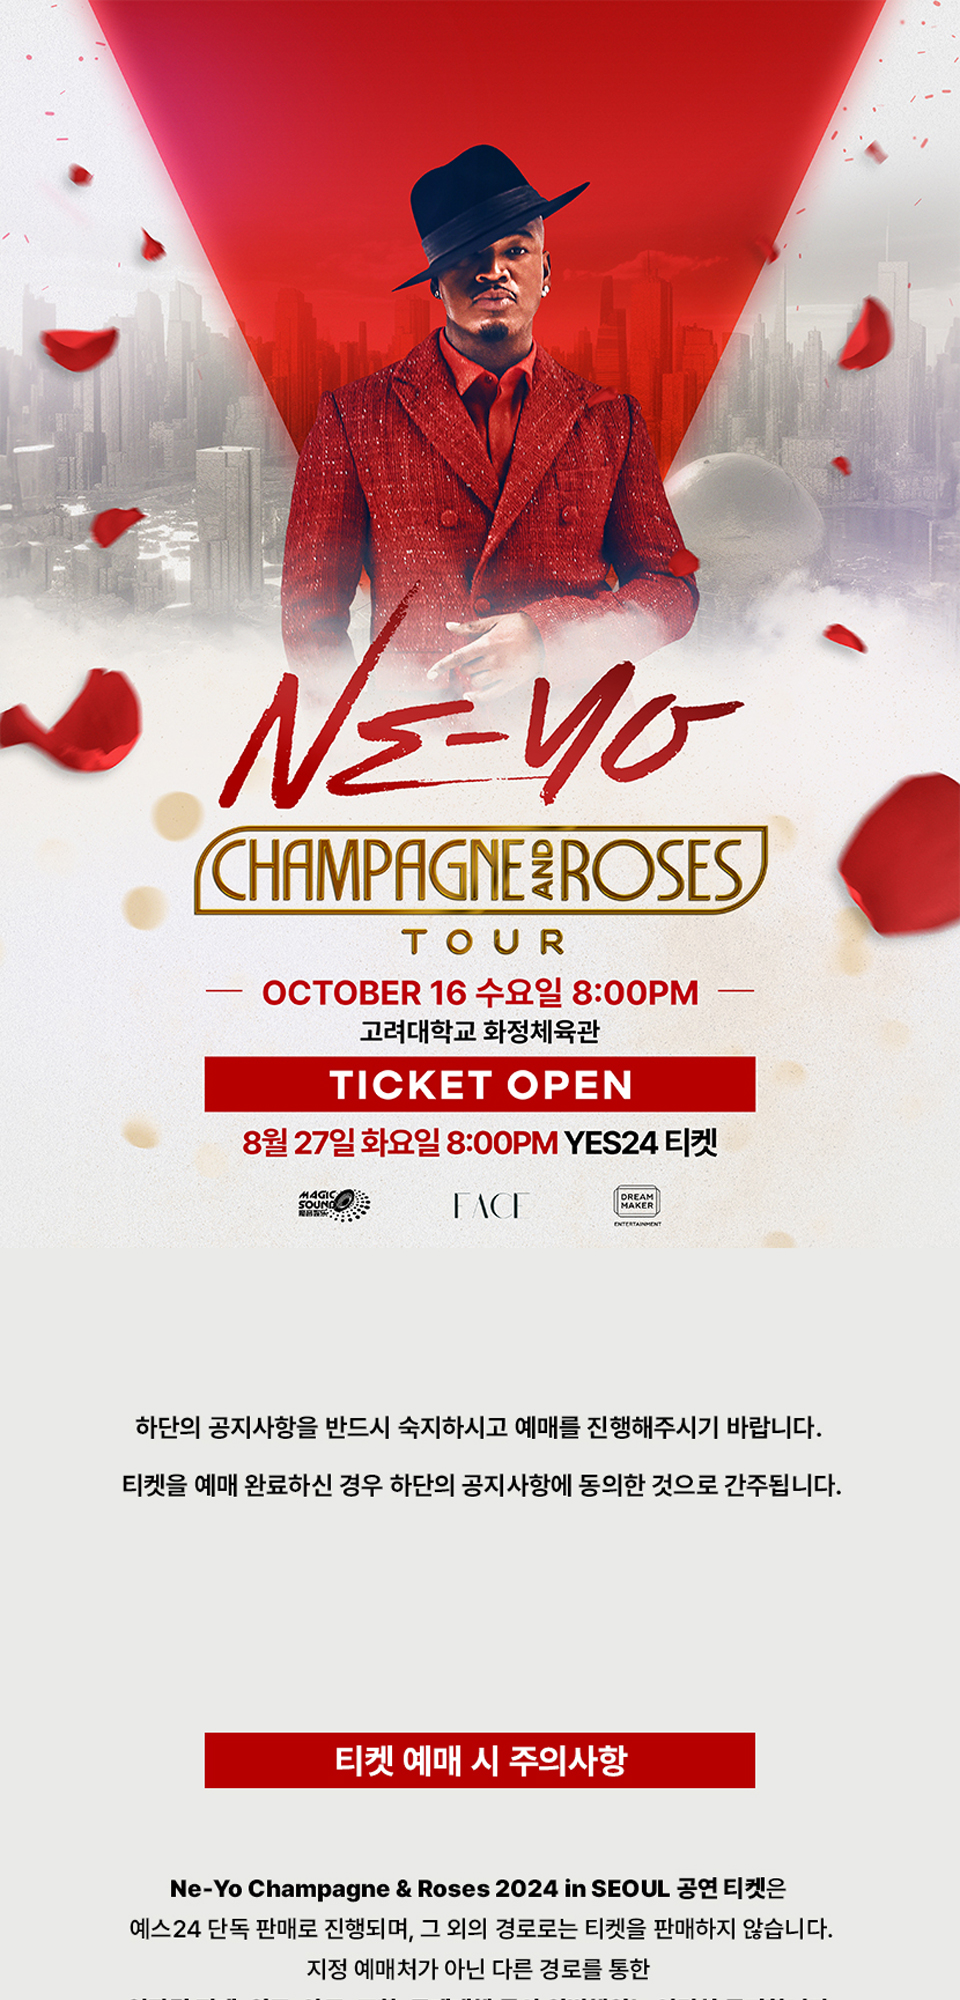 NE-YO
CHAMPAGNE AND ROSES
TOUR
OCTOBER 16 수요일 8:00PM
고려대학교 화정체육관
TICKET OPEN
8월 27일 화요일 8:00PM YES24 티켓
MAGIC SOUND FACE DREAM MAKER ENTERTAINMENT
하단의 공지사항을 반드시 숙지하시고 예매를 진행해주시기 바랍니다.
티켓을 예매 완료하신 경우 하단의 공지사항에 동의한 것으로 간주됩니다.
티켓 예매 시 주의사항
Ne-Yo Champagne & Roses 2024 in SEOUL 공연 티켓은
예스24 단독 판매로 진행되며, 그 외의 경로로는 티켓을 판매하지 않습니다.
지정 예매처가 아닌 다른 경로를 통한